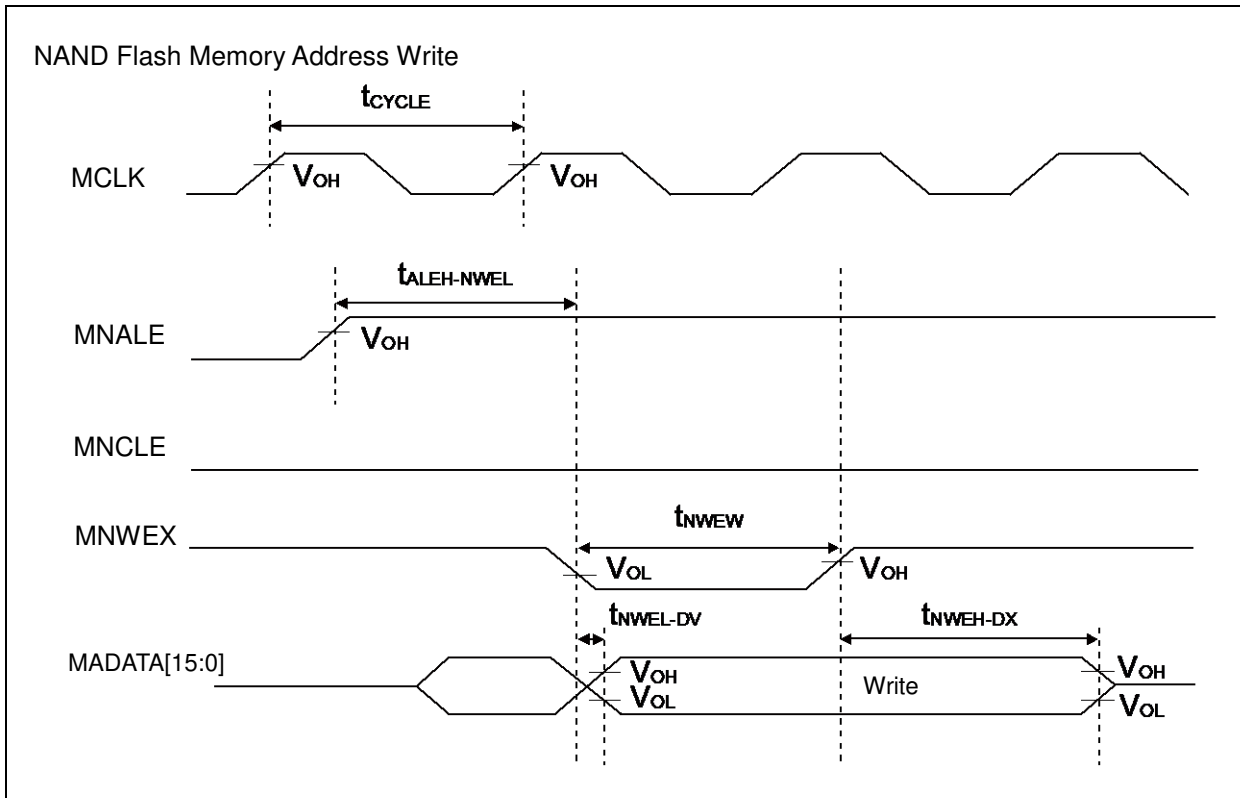 NAND Flash Memory Address Write
tCYCLE
MCLK
VOH
VOH
tALEH-NWEL
MNALE
VOH
MNCLE
MNWEX
tNWEW
VOL
VOH
tNWEL-DV
tNWEH-DX
MADATA[15:0]
VOH
VOL
Write
VOH
VOL